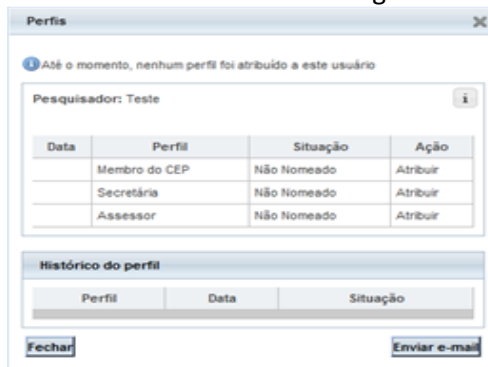 Perfis
Até o momento, nenhum perfil foi atribuído a este usuário
Pesquisador: Teste
i
Data Perfil Situação Ação
Membro do CEP Não Nomeado Atribuir
Secretária Não Nomeado Atribuir
Assessor Não Nomeado Atribuir
Histórico do perfil
Perfil Data Situação
Fechar Enviar e-mail